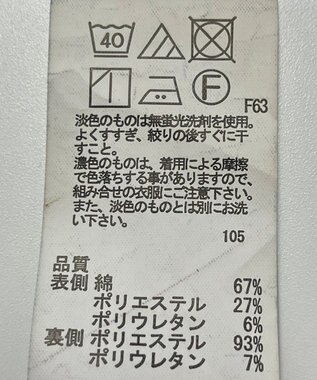 40
F
F63
淡色のものは無蛍光洗剤を使用。
よくすすぎ、絞りの後すぐに干
すこと。
濃色のものは、着用による摩擦
で色落ちする事がありますので、
組み合せの衣服にご注意下さい。
また、淡色のものとは別にお洗
い下さい。
105
品質
表側 綿 67%
ポリエステル 27%
ポリウレタン 6%
裏側 ポリエステル 93%
ポリウレタン 7%